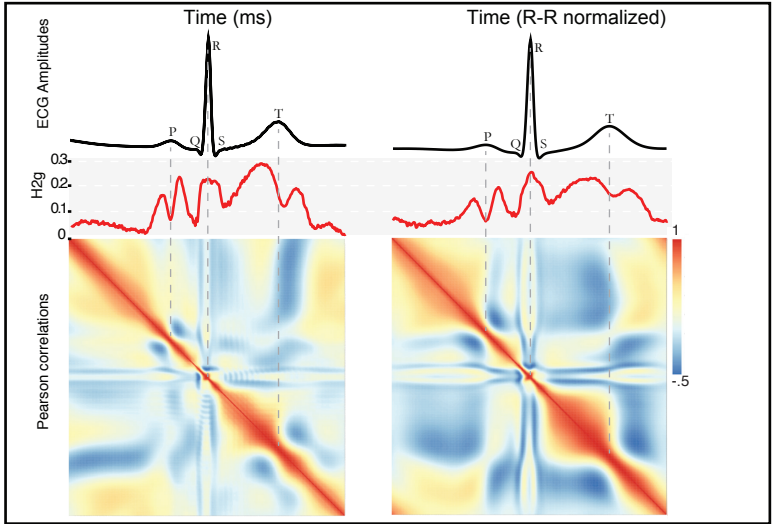 Time (ms)
Time (R-R normalized)
ECG Amplitudes
R
P
Q
S
T
R
P
Q
S
T
H2g
0.3
0.2
0.1
0
Pearson correlations
1
-.5